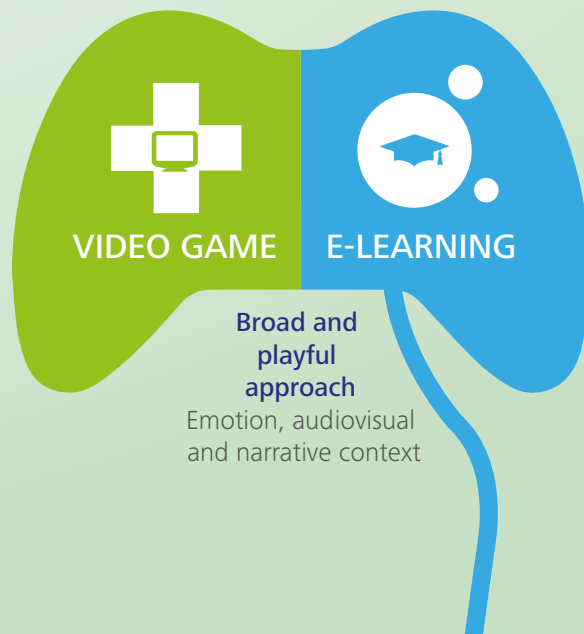 VIDEO GAME
E-LEARNING
Broad and
playful
approach
Emotion, audiovisual
and narrative context